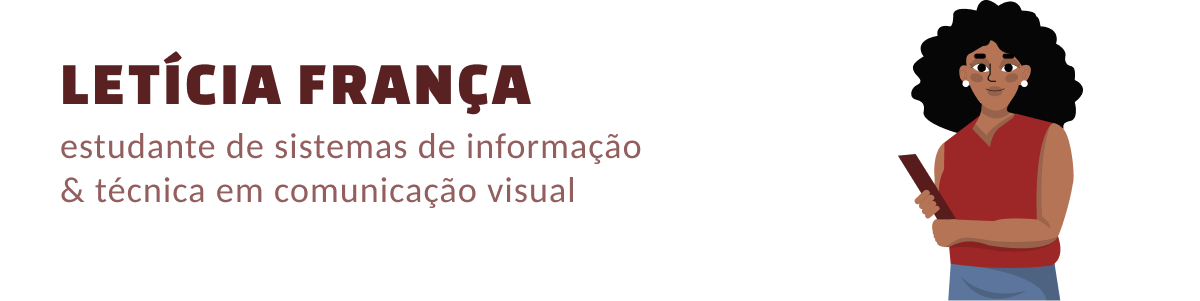 LETÍCIA FRANÇA
estudante de sistemas de informação
& técnica em comunicação visual